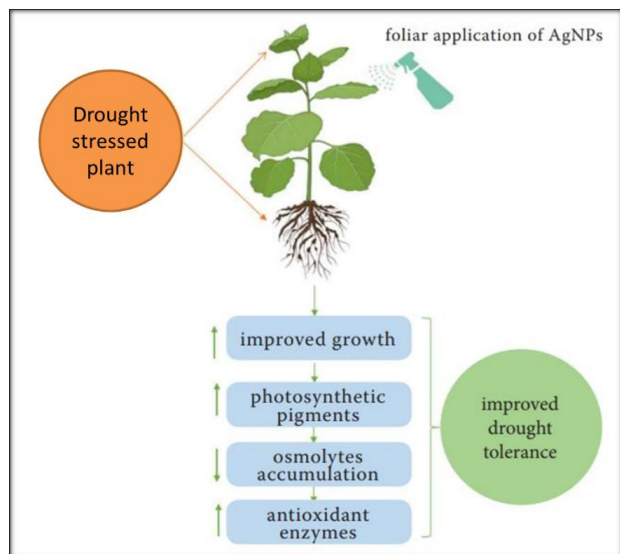 foliar application of AgNPs
Drought
stressed
plant
improved growth
photosynthetic
pigments
osmolytes
accumulation
antioxidant
enzymes
improved
drought
tolerance